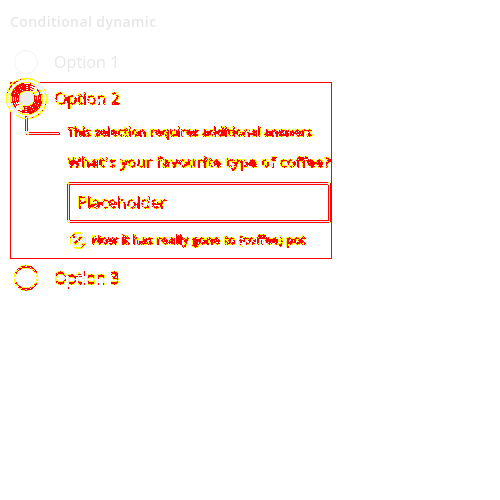 Conditional dynamic
Option 1
Option 2
This selection requires additional answers
What's your favourite type of coffee?
Placeholder
Now it has really gone to (coffee) pot
Option 3